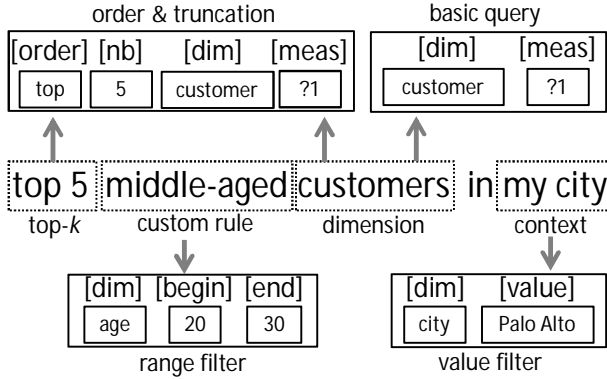 order & truncation basic query
[order] [nb] [dim] [meas] [dim] [meas]
top 5 customer ?1 customer ?1
top 5 middle-aged customers in my city
top-k custom rule dimension context
[dim] [begin] [end] [dim] [value]
age 20 30 city Palo Alto
range filter value filter